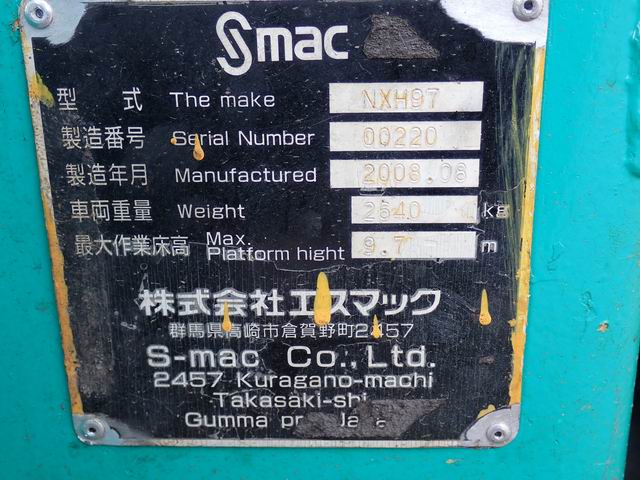 Smac
型 式 The make NXH97
製造番号 Serial Number 00220
製造年月 Manufactured 2008.08
車両重量 Weight 2640 kg
最大作業床高 Max. Platform hight 9.7 m
株式会社エスマック
群馬県高崎市倉賀野町2457
S-mac Co., Ltd.
2457 Kuragano-machi
Takasaki-shi
Gumma